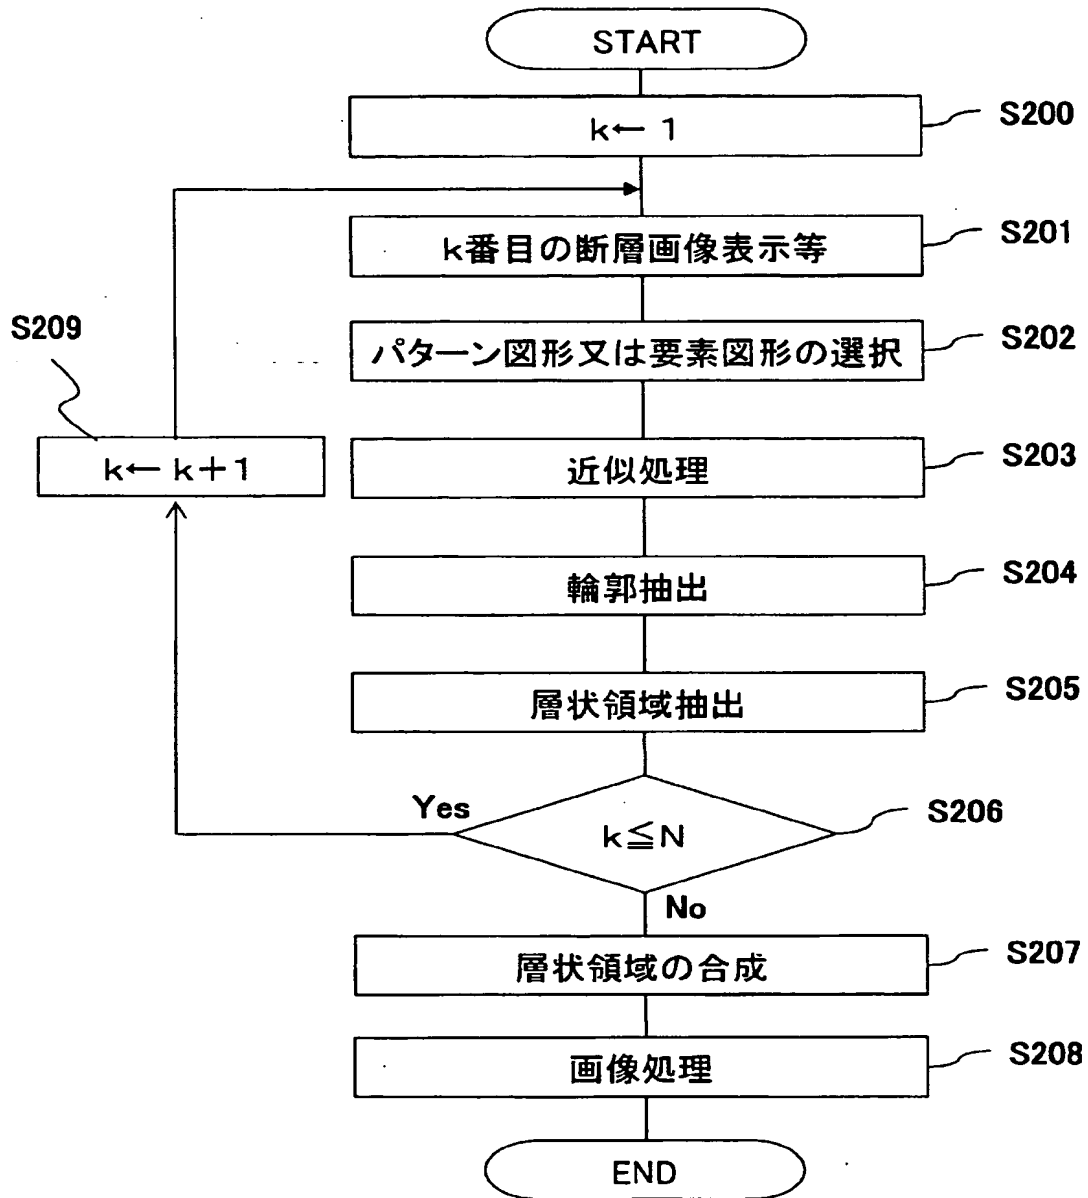 START
k← 1
S200
k番目の断層画像表示等
S201
パターン図形又は要素図形の選択
S202
S209
k← k+1
近似処理
S203
輪郭抽出
S204
層状領域抽出
S205
Yes
k≦N
S206
No
層状領域の合成
S207
画像処理
S208
END